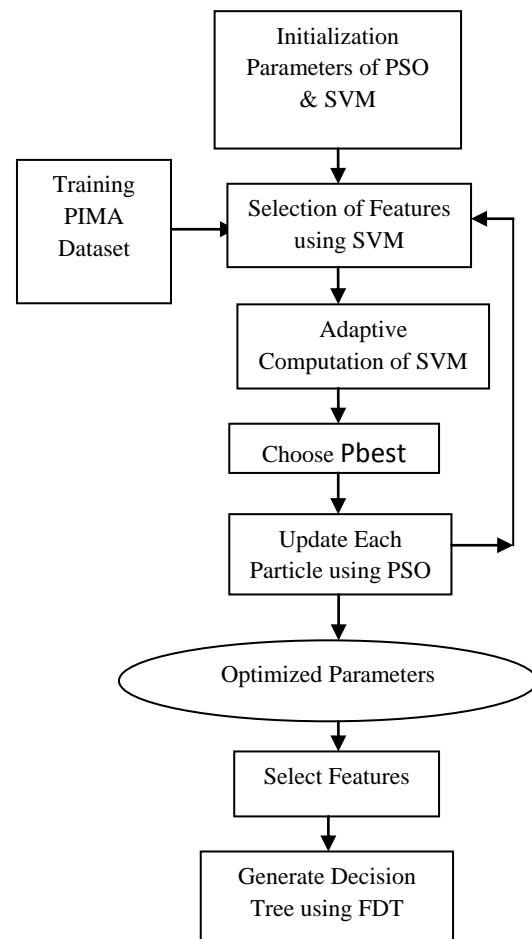 Initialization
Parameters of PSO
& SVM
Training
PIMA
Dataset
Selection of Features
using SVM
Adaptive
Computation of SVM
Choose Pbest
Update Each
Particle using PSO
Optimized Parameters
Select Features
Generate Decision
Tree using FDT